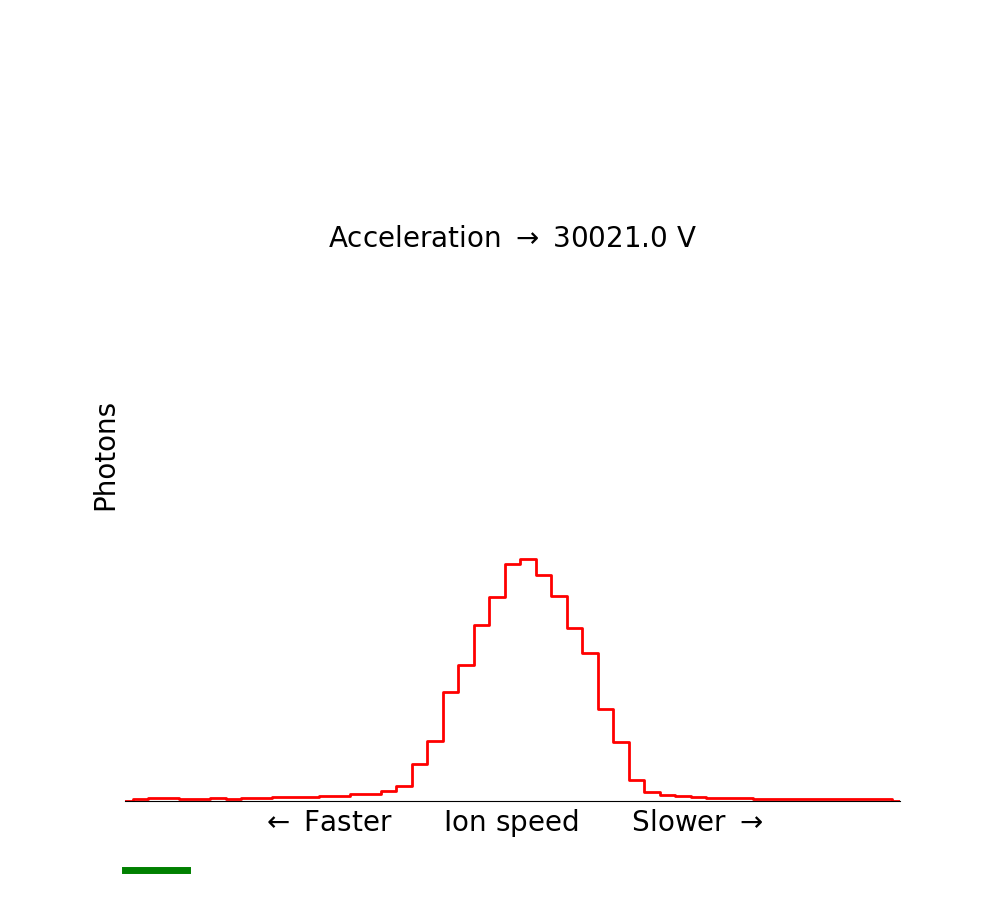 Acceleration → 30021.0 V
Photons
← Faster Ion speed Slower →